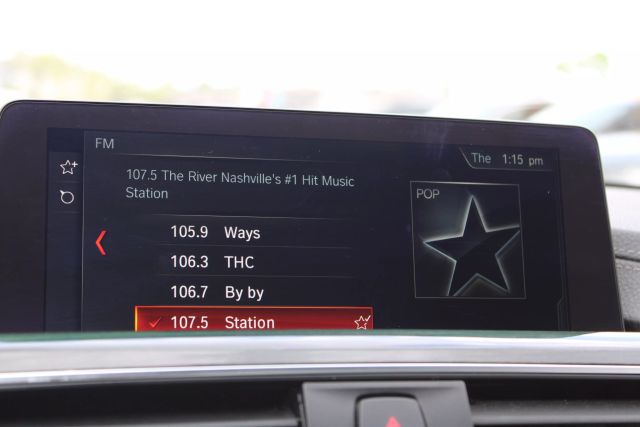 FM
The 1:15 pm
107.5 The River Nashville's #1 Hit Music
Station
POP
105.9 Ways
106.3 THC
106.7 By by
107.5 Station